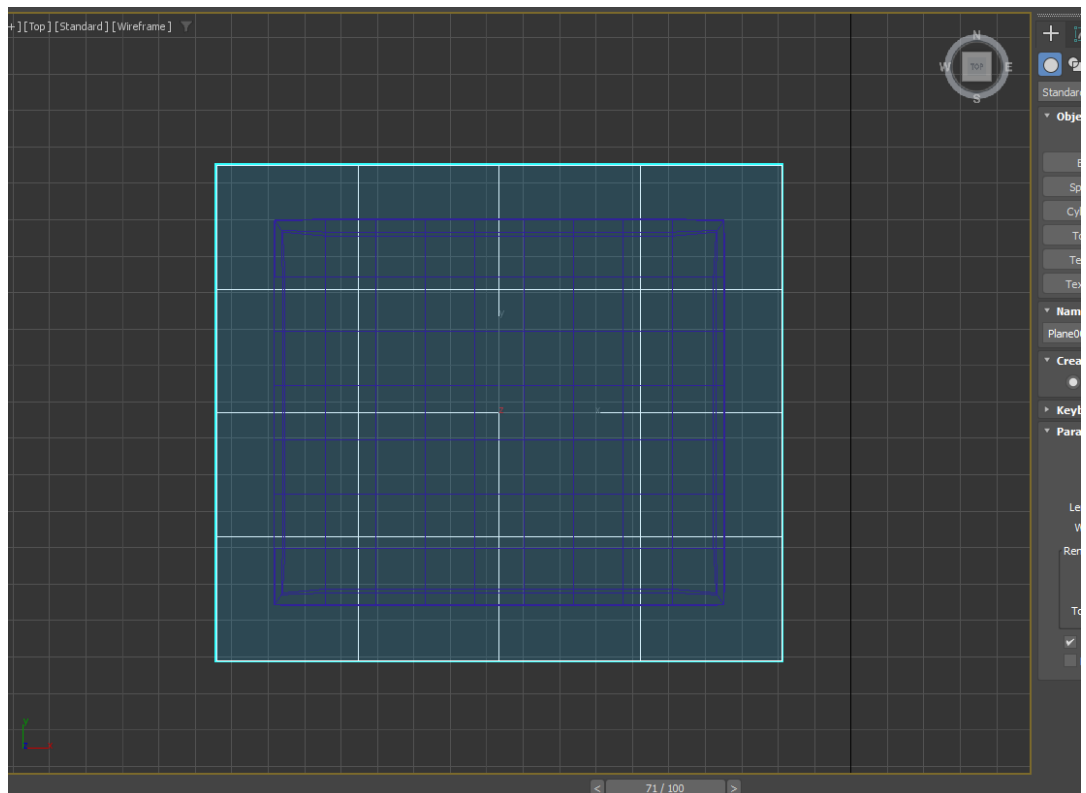 + ] [Top ] [Standard ] [Wireframe ]
N
W
TOP
E
S
Standard
Obje
Sp
Cyl
To
Te
Tex
Nam
Plane0
Crea
Keyb
Para
Le
W
Ren
To
y
x
z
< 71 / 100 >